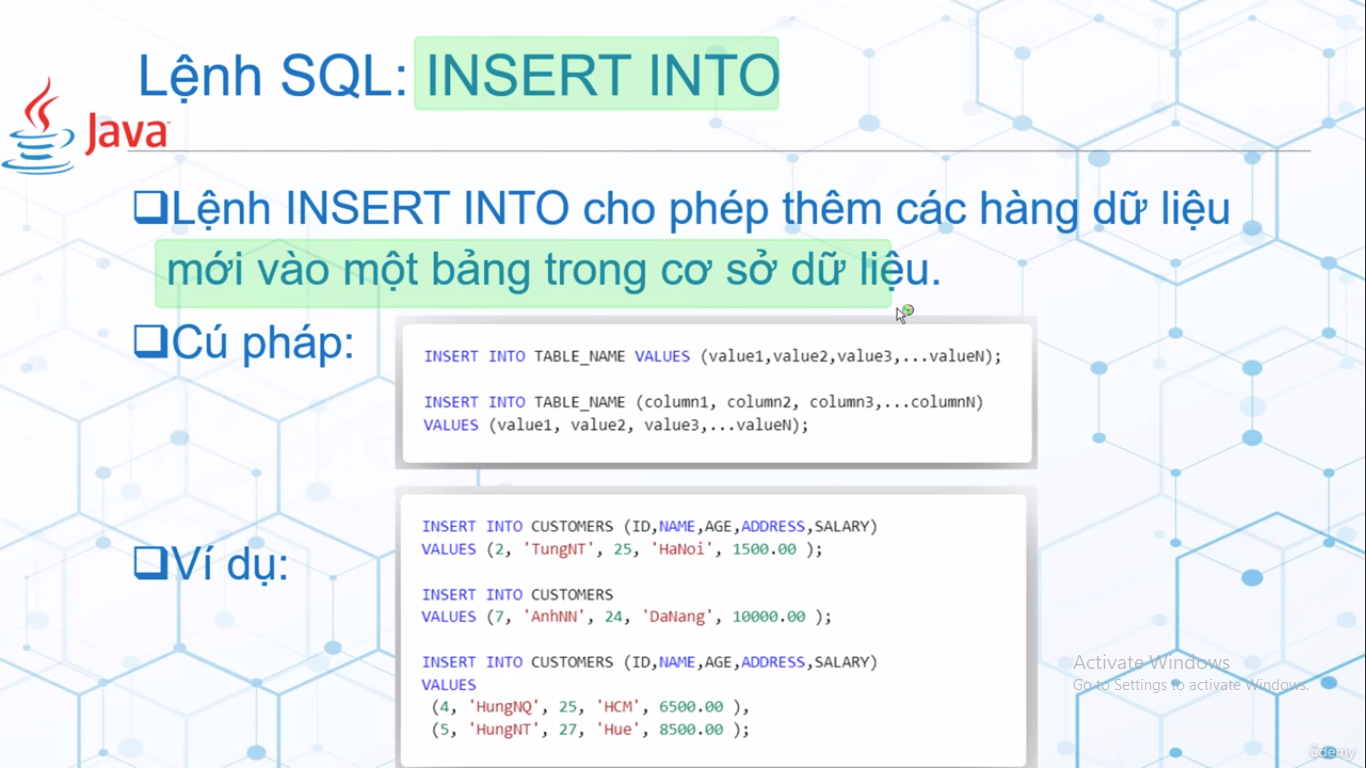 Lệnh SQL: INSERT INTO
Java
❑Lệnh INSERT INTO cho phép thêm các hàng dữ liệu
mới vào một bảng trong cơ sở dữ liệu.
❑Cú pháp:
INSERT INTO TABLE_NAME VALUES (value1,value2,value3,...valueN);
INSERT INTO TABLE_NAME (column1, column2, column3,...columnN)
VALUES (value1, value2, value3,...valueN);
❑Ví dụ:
INSERT INTO CUSTOMERS (ID,NAME,AGE,ADDRESS,SALARY)
VALUES (2, 'TungNT', 25, 'HaNoi', 1500.00 );
INSERT INTO CUSTOMERS
VALUES (7, 'AnhNN', 24, 'DaNang', 10000.00 );
INSERT INTO CUSTOMERS (ID,NAME,AGE,ADDRESS,SALARY)
VALUES
(4, 'HungNQ', 25, 'HCM', 6500.00 ),
(5, 'HungNT', 27, 'Hue', 8500.00 );
Activate Windows
Go to Settings to activate Windows.
ûdemy